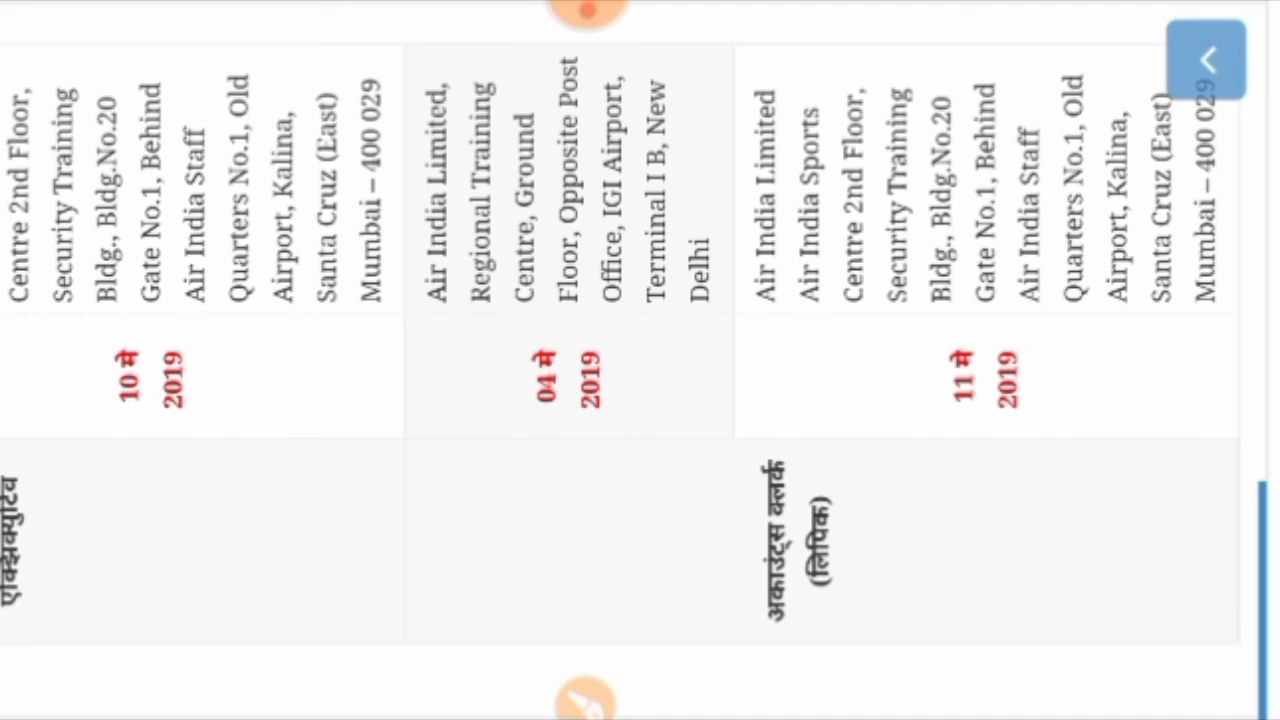 एक्झिक्युटिव
10 मे
2019
Centre 2nd Floor,
Security Training
Bldg., Bldg.No.20
Gate No.1, Behind
Air India Staff
Quarters No.1, Old
Airport, Kalina,
Santa Cruz (East)
Mumbai – 400 029
04 मे
2019
Air India Limited,
Regional Training
Centre, Ground
Floor, Opposite Post
Office, IGI Airport,
Terminal I B, New
Delhi
अकाउंट्स क्लर्क
(लिपिक)
11 मे
2019
Air India Limited
Air India Sports
Centre 2nd Floor,
Security Training
Bldg., Bldg.No.20
Gate No.1, Behind
Air India Staff
Quarters No.1, Old
Airport, Kalina,
Santa Cruz (East)
Mumbai – 400 029